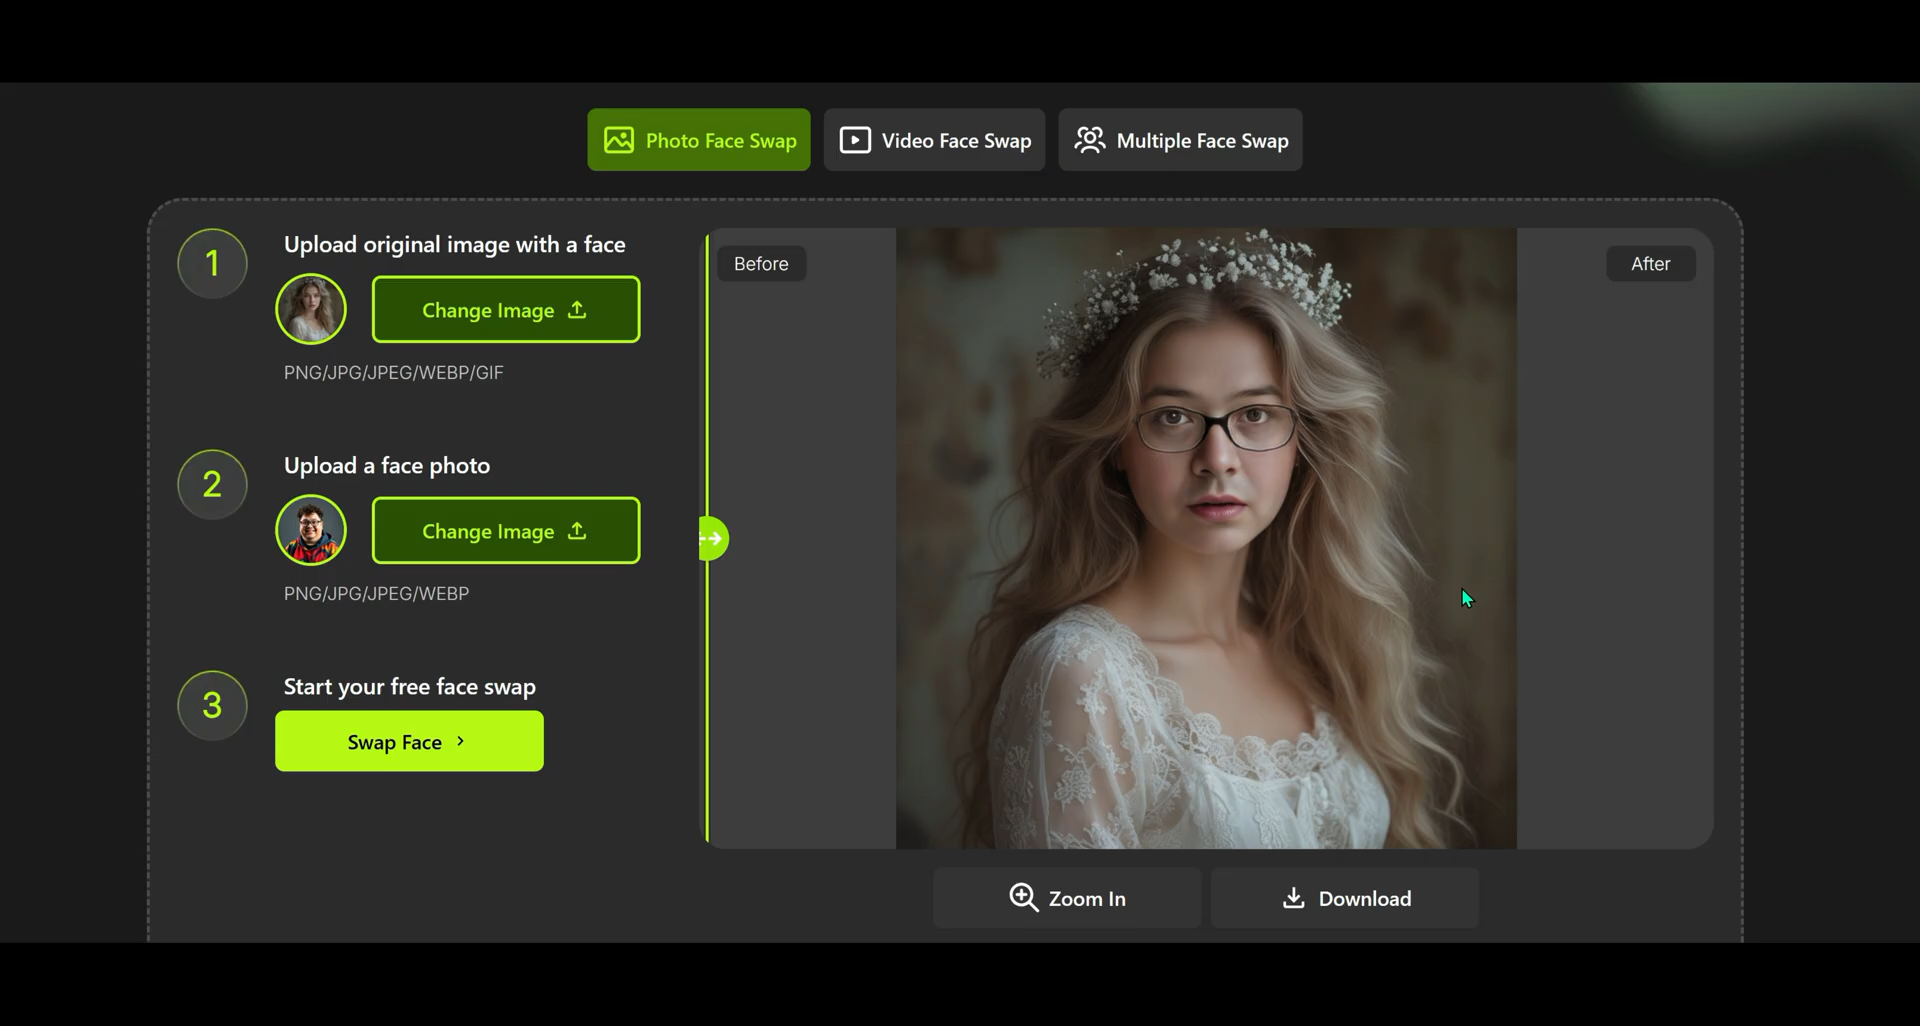 Photo Face Swap
Video Face Swap
Multiple Face Swap
1
Upload original image with a face
Change Image
PNG/JPG/JPEG/WEBP/GIF
2
Upload a face photo
Change Image
PNG/JPG/JPEG/WEBP
3
Start your free face swap
Swap Face
Before
After
Zoom In
Download